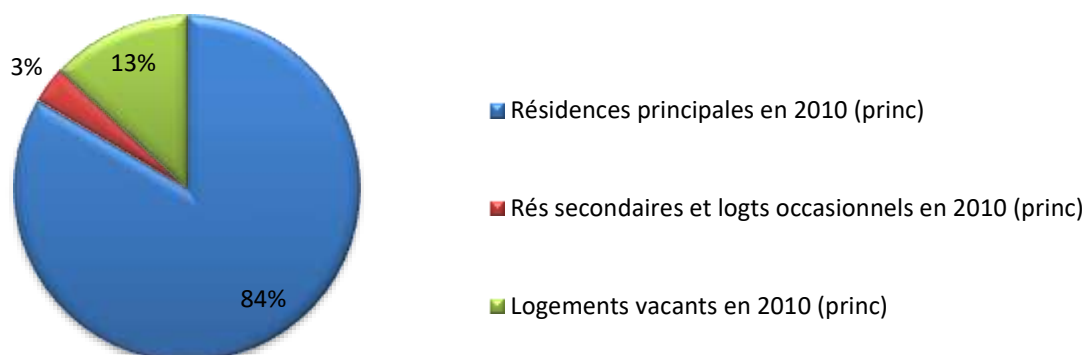 3%
13%
84%
Résidences principales en 2010 (princ)
Rés secondaires et logts occasionnels en 2010 (princ)
Logements vacants en 2010 (princ)